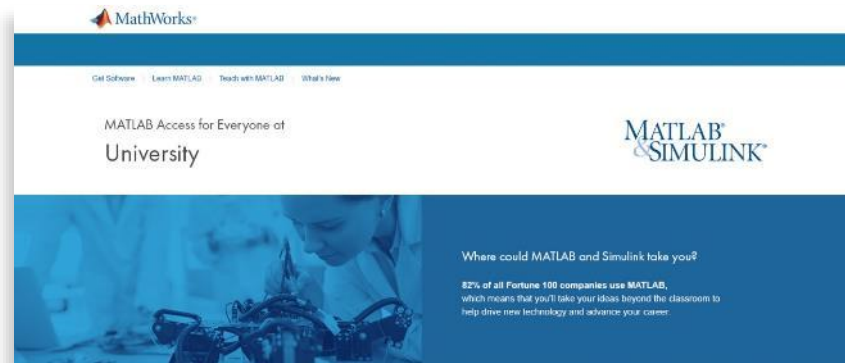 MathWorks®
Get Software Learn MATLAB Teach with MATLAB What's New
MATLAB Access for Everyone at
University
MATLAB®
&SIMULINK®
Where could MATLAB and Simulink take you?
82% of all Fortune 100 companies use MATLAB,
which means that you'll take your ideas beyond the classroom to
help drive new technology and advance your career.